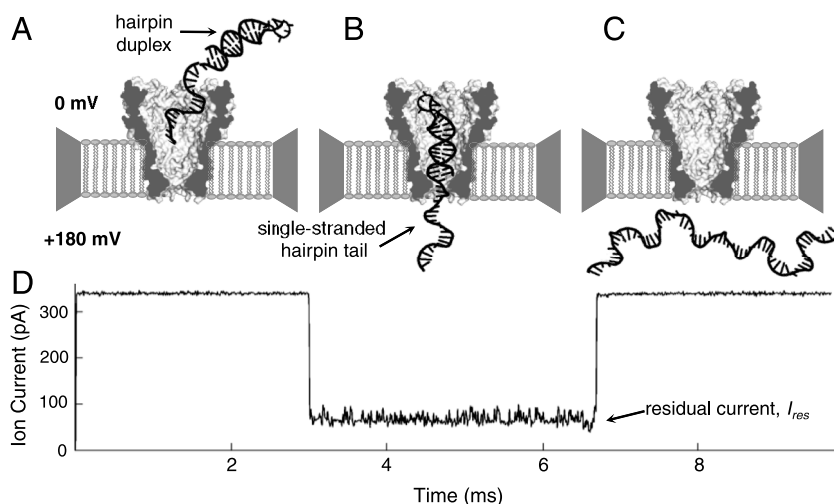 A
hairpin
duplex
B
C
0 mV
+180 mV
single-stranded
hairpin tail
D
Ion Current (pA)
300
200
100
0
residual current, Ires
2
4
6
8
Time (ms)